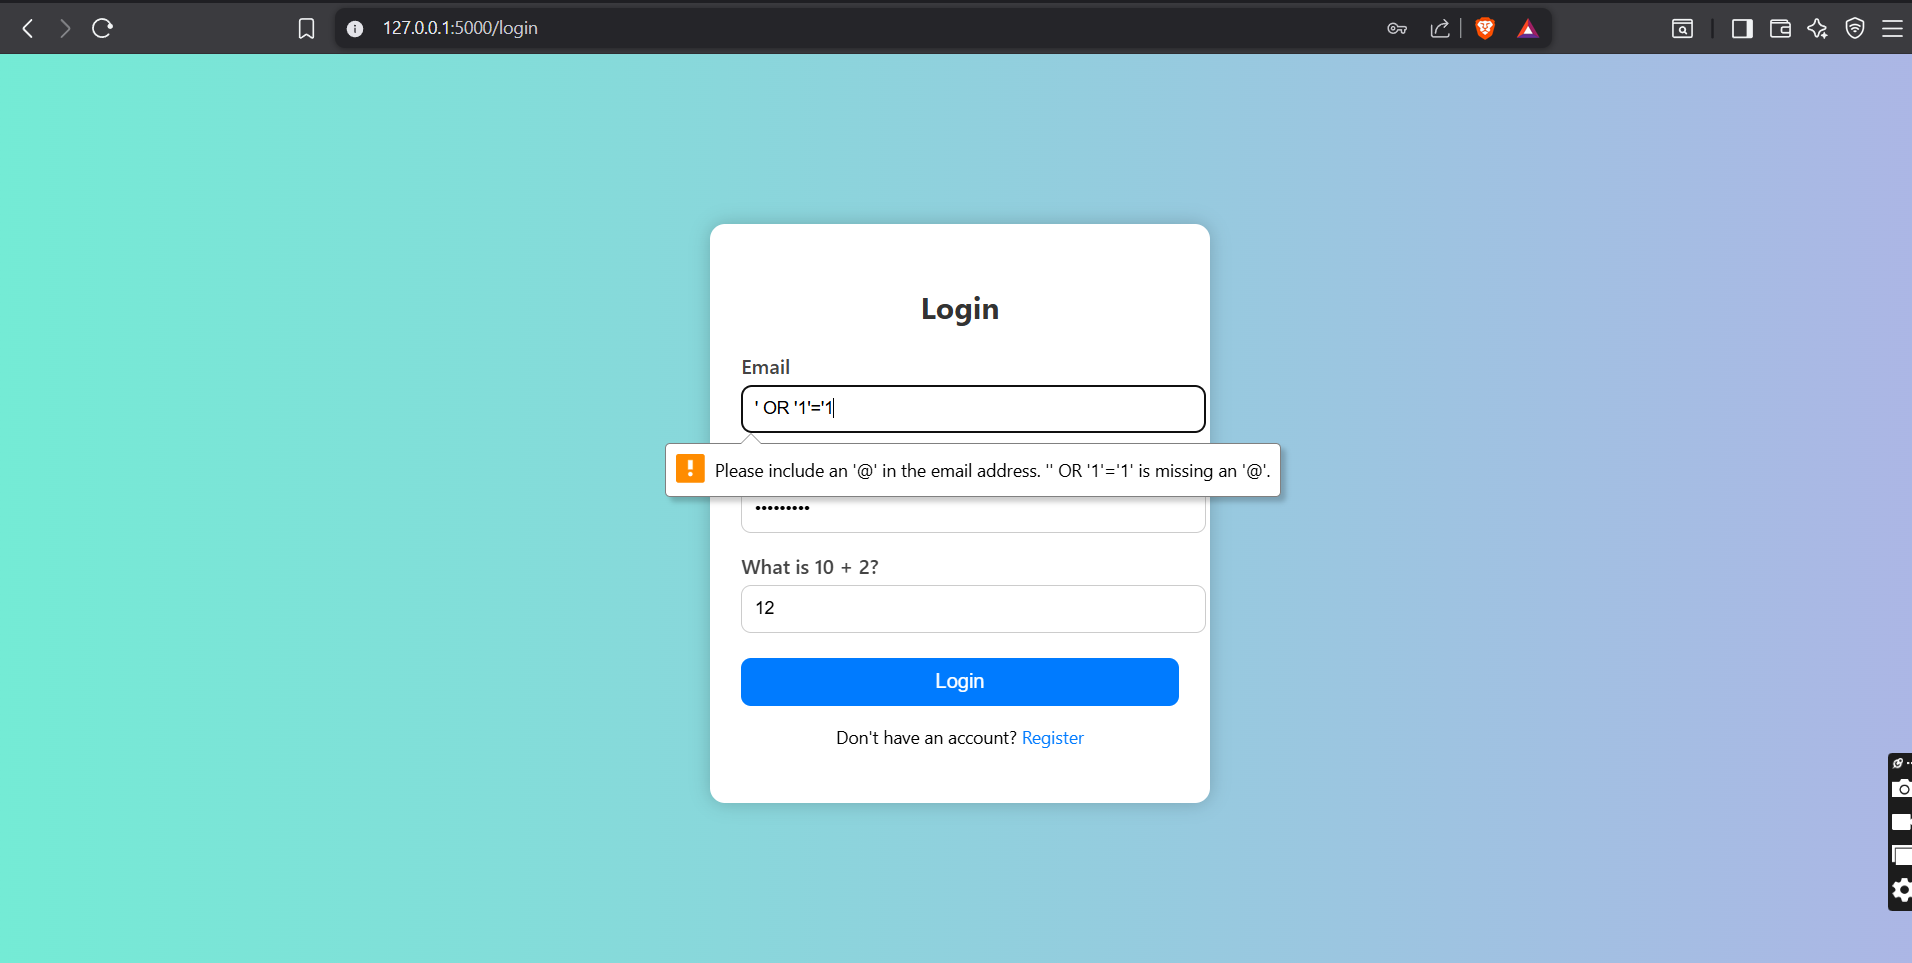 127.0.0.1:5000/login
Login
Email
' OR '1'='1
Please include an '@' in the email address. '' OR '1'='1' is missing an '@'.
•••••••••
What is 10 + 2?
12
Login
Don't have an account? Register